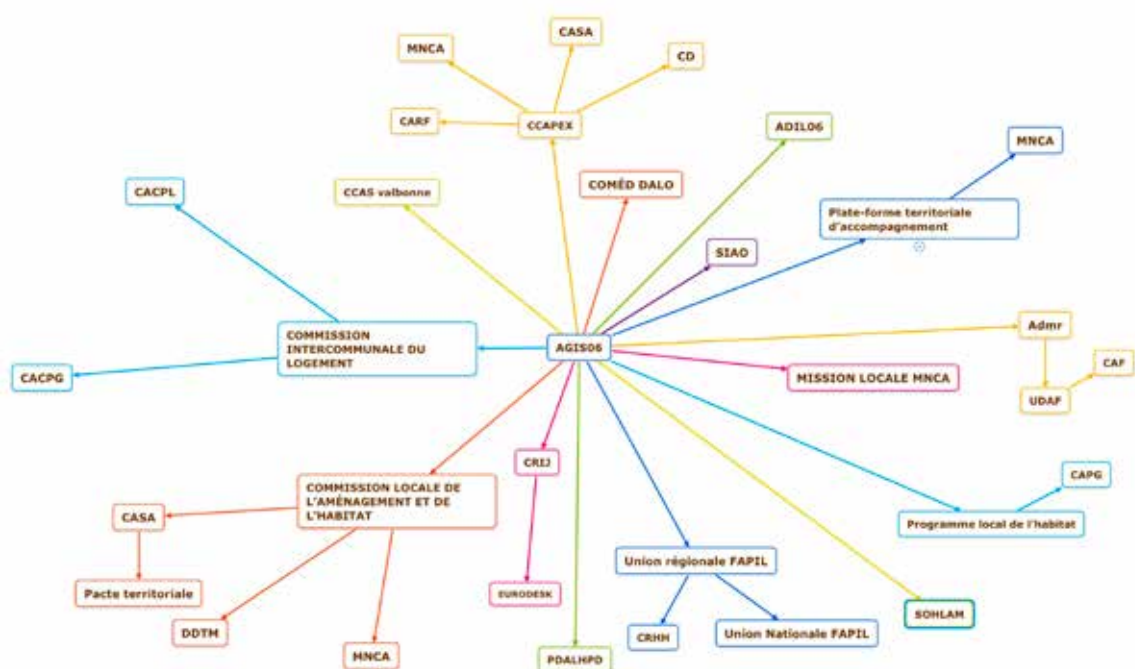 CASA
MNCA
CD
CARF
CCAPEX
ADIL06
MNCA
CACPL
CCAS valbonne
COMÉD DALO
Plate-forme territoriale
d'accompagnement
SIAO
COMMISSION
INTERCOMMUNALE DU
LOGEMENT
AGIS06
Admr
CAF
CACPG
MISSION LOCALE MNCA
UDAF
CRIJ
COMMISSION LOCALE DE
L'AMÉNAGEMENT ET DE
L'HABITAT
CAPG
CASA
Programme local de l'habitat
Union régionale FAPIL
Pacte territoriale
EURODESK
SOHLAM
DDTM
CRHH
Union Nationale FAPIL
MNCA
PDALHPD